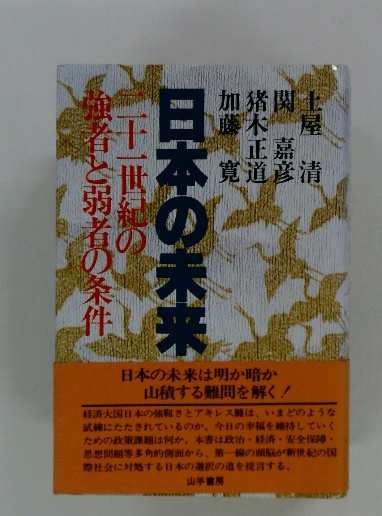 土屋 清
関 嘉彦
猪木正道
加藤 寛
日本の未来
二十一世紀の
強者と弱者の条件
日本の未来は明か暗か
山積する難問を解く！
経済大国日本の強靱さとアキレス腱は、いまどのような
試練にたたされているのか。今日の幸福を維持していく
ための政策課題は何か。本書は政治・経済・安全保障・
思想問題等多角的側面から、第一線の頭脳が新世紀の国
際社会に対処する日本の選択の道を提言する。
山手書房